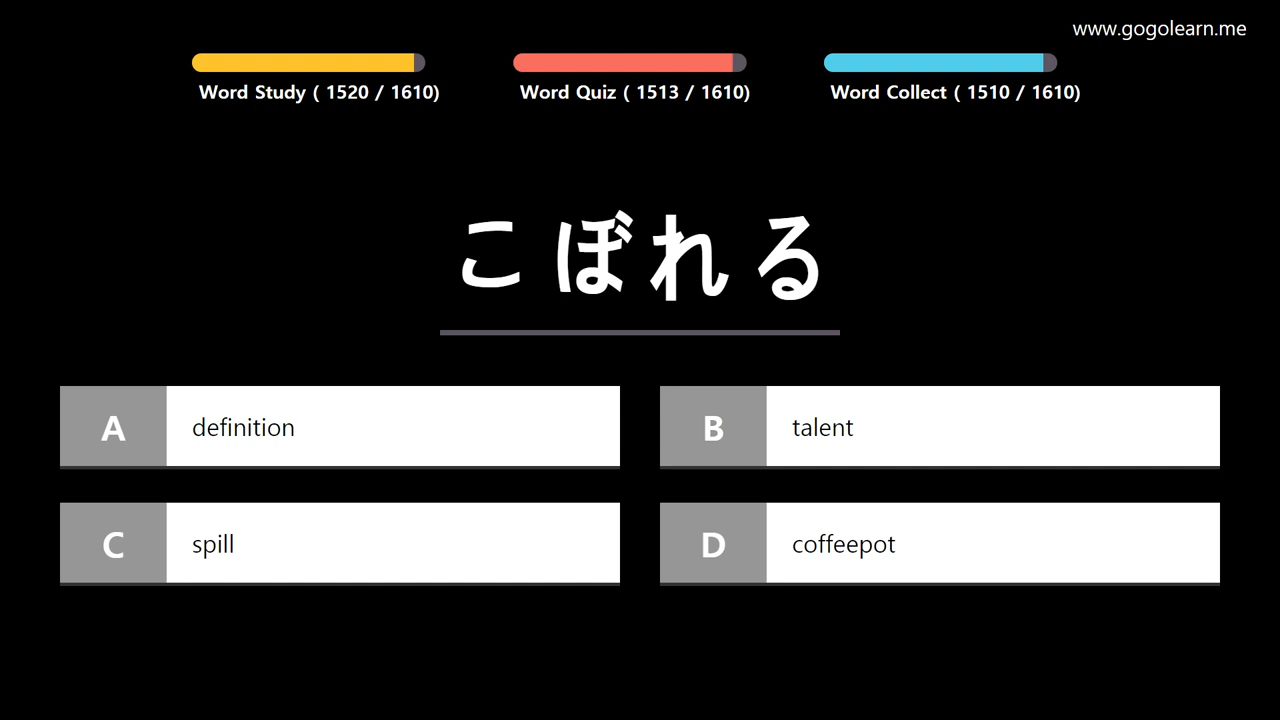 www.gogolearn.me
Word Study ( 1520 / 1610)
Word Quiz ( 1513 / 1610)
Word Collect ( 1510 / 1610)
こぼれる
A definition
B talent
C spill
D coffeepot